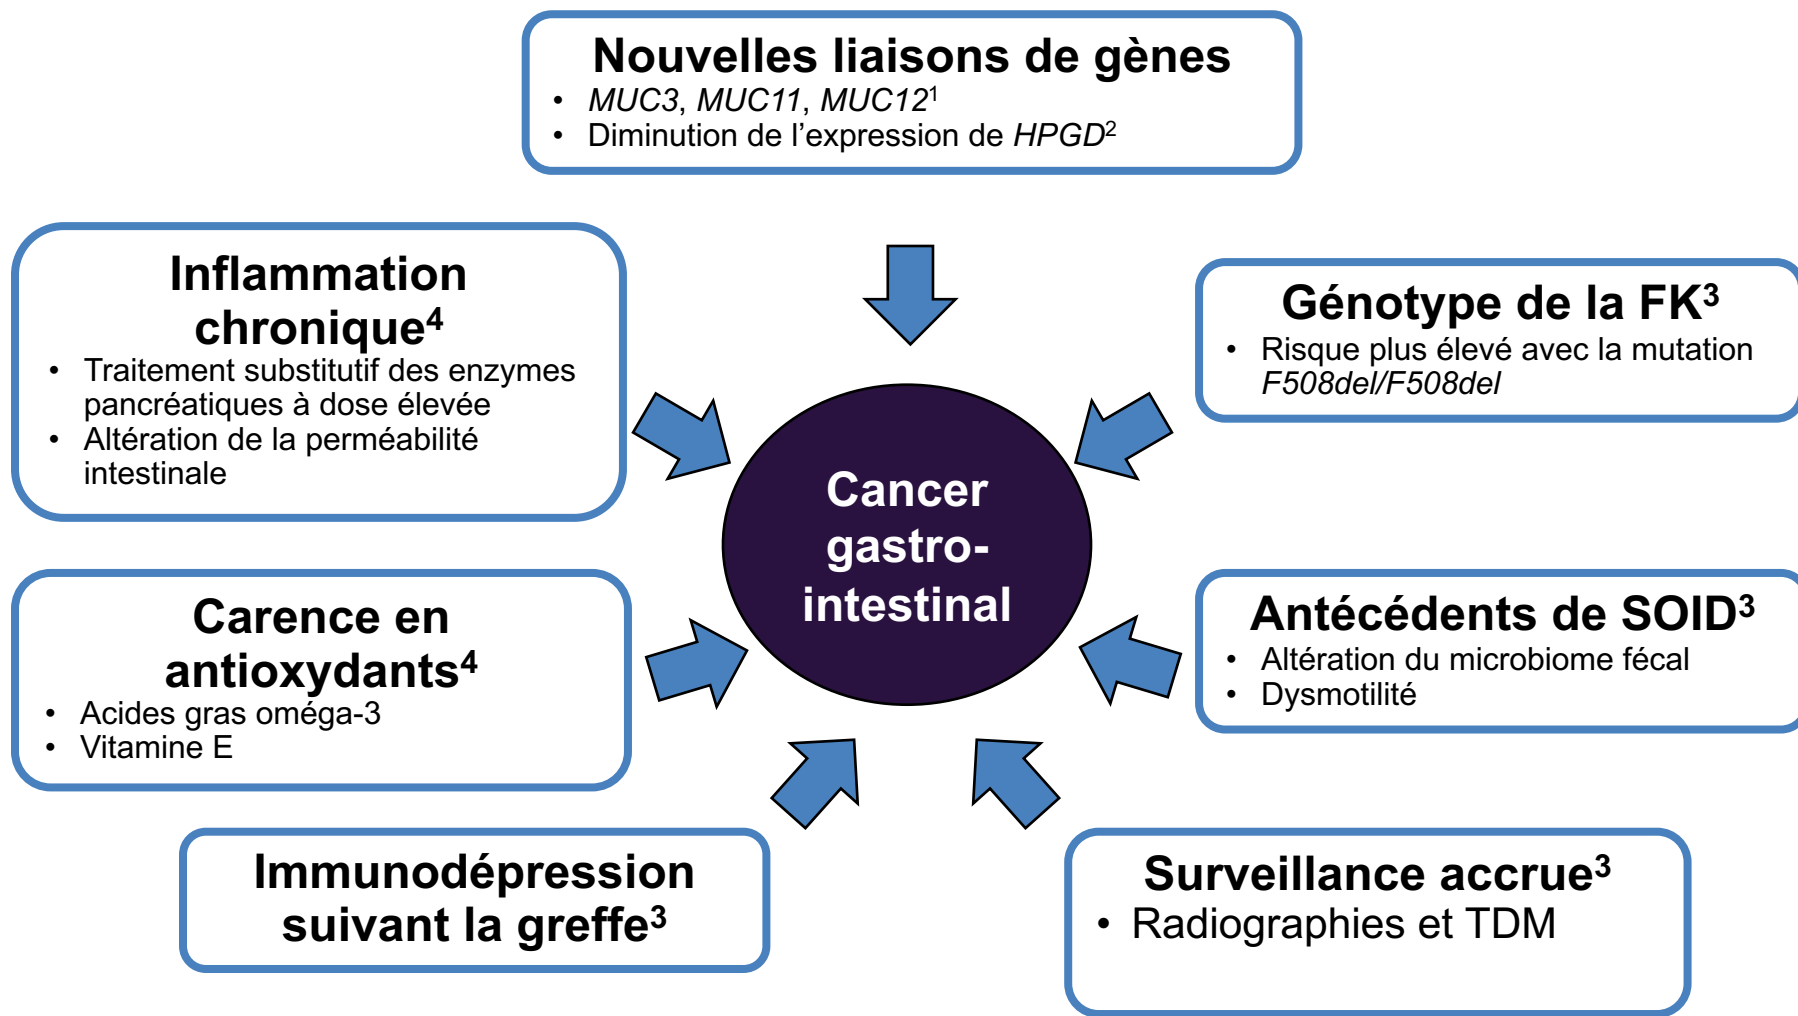 Nouvelles liaisons de gènes
• MUC3, MUC11, MUC12¹
• Diminution de l’expression de HPGD²
Inflammation
chronique⁴
• Traitement substitutif des enzymes
pancréatiques à dose élevée
• Altération de la perméabilité
intestinale
Génotype de la FK³
• Risque plus élevé avec la mutation
F508del/F508del
Cancer
gastro-
intestinal
Carence en
antioxydants⁴
• Acides gras oméga-3
• Vitamine E
Antécédents de SOID³
• Altération du microbiome fécal
• Dysmotilité
Immunodépression
suivant la greffe³
Surveillance accrue³
• Radiographies et TDM